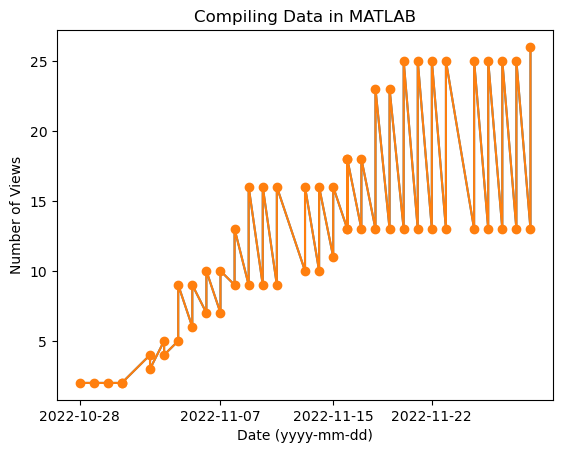 Compiling Data in MATLAB
Number of Views
25
20
15
10
5
2022-10-28 2022-11-07 2022-11-15 2022-11-22
Date (yyyy-mm-dd)